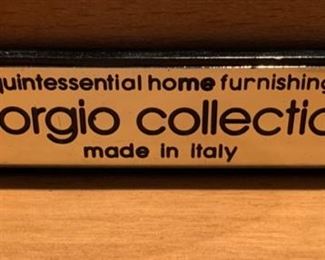 quintessential home furnishing
orgio collectio
made in italy